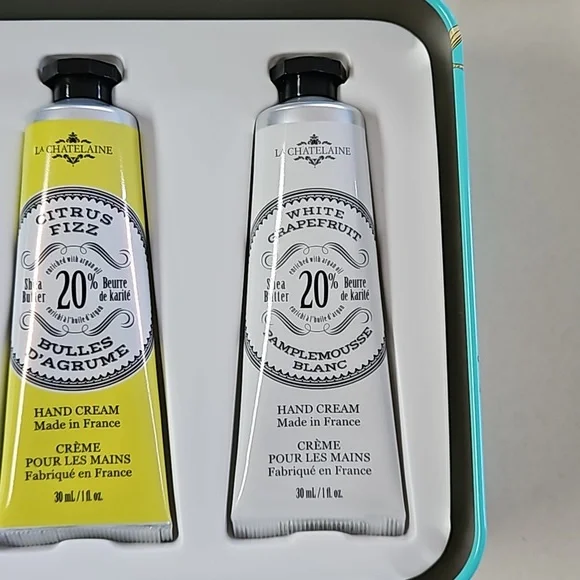 LA CHATELAINE
CITRUS
FIZZ
enriched with argan oil
Shea
Butter
20%
Beurre
de karité
enrichi à l'huile d'argan
BULLES
D'AGRUME
HAND CREAM
Made in France
CRÈME
POUR LES MAINS
Fabriqué en France
30 mL / 1 fl. oz.
LA CHATELAINE
WHITE
GRAPEFRUIT
enriched with argan oil
Shea
Butter
20%
Beurre
de karité
enrichi à l'huile d'argan
PAMPLEMOUSSE
BLANC
HAND CREAM
Made in France
CRÈME
POUR LES MAINS
Fabriqué en France
30 mL / 1 fl. oz.